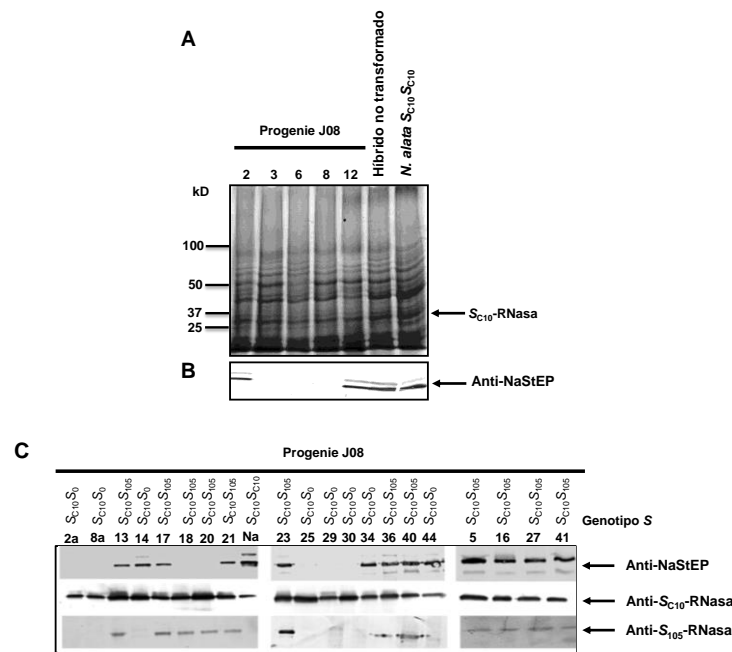 A
Progenie J08
Híbrido no transformado
N. alata SC10SC10
2 3 6 8 12
kD
100
50
37
25
SC10-RNasa
B
Anti-NaStEP
C
Progenie J08
SC10S0 SC10S0 SC10S105 SC10S0 SC10S105 SC10S105 SC10S105 SC10S105 SC10SC10 SC10S105 SC10S0 SC10S0 SC10S0 SC10S0 SC10S105 SC10S105 SC10S0 SC10S105 SC10S105 SC10S105 SC10S105
Genotipo S
2a 8a 13 14 17 18 20 21 Na 23 25 29 30 34 36 40 44 5 16 27 41
Anti-NaStEP
Anti-SC10-RNasa
Anti-S105-RNasa